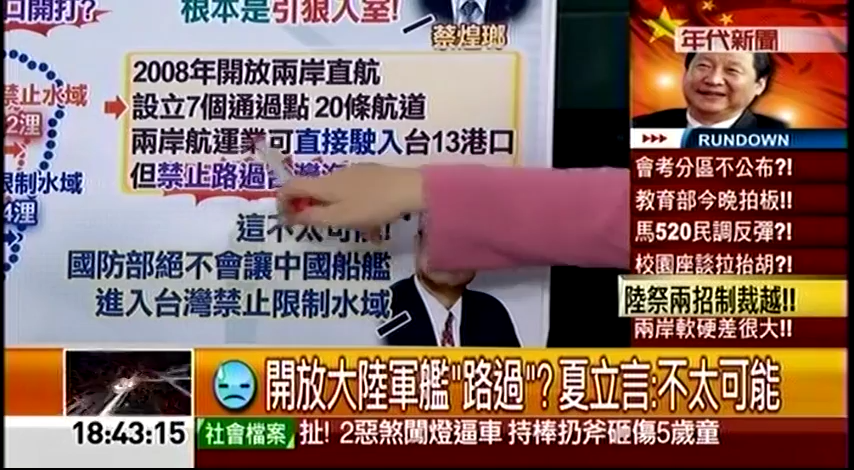 口開打?
根本是引狼入室!
蔡煌瑯
2008年開放兩岸直航
設立7個通過點 20條航道
兩岸航運業可直接駛入台13港口
但禁止路過台灣
禁止水域
2浬
限制水域
4浬
這不太可能!
國防部絕不會讓中國船艦
進入台灣禁止限制水域
年代新聞
RUNDOWN
會考分區不公布?!
教育部今晚拍板!!
馬520民調反彈?!
校園座談拉抬胡?!
陸祭兩招制裁越!!
兩岸軟硬差很大!!
開放大陸軍艦"路過"?夏立言:不太可能
18:43:15
社會檔案
扯! 2惡煞闖燈逼車 持棒扔斧砸傷5歲童